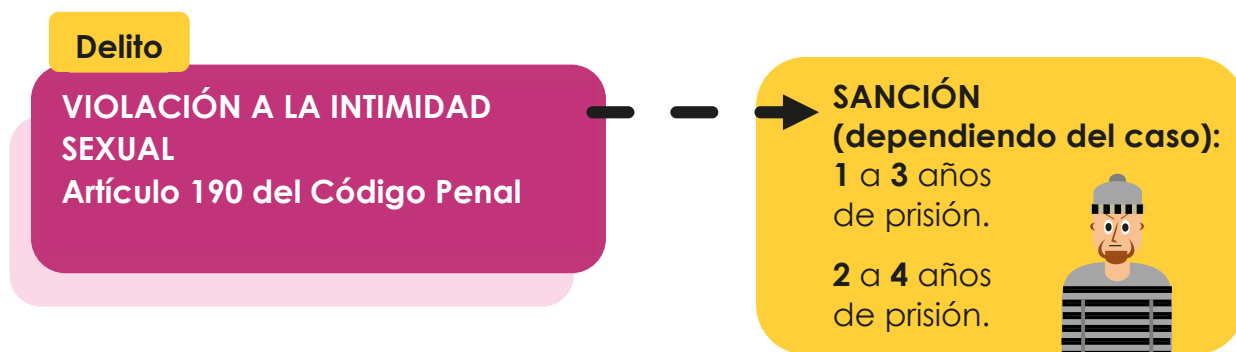 Delito
VIOLACIÓN A LA INTIMIDAD
SEXUAL
Artículo 190 del Código Penal
SANCIÓN
(dependiendo del caso):
1 a 3 años
de prisión.
2 a 4 años
de prisión.